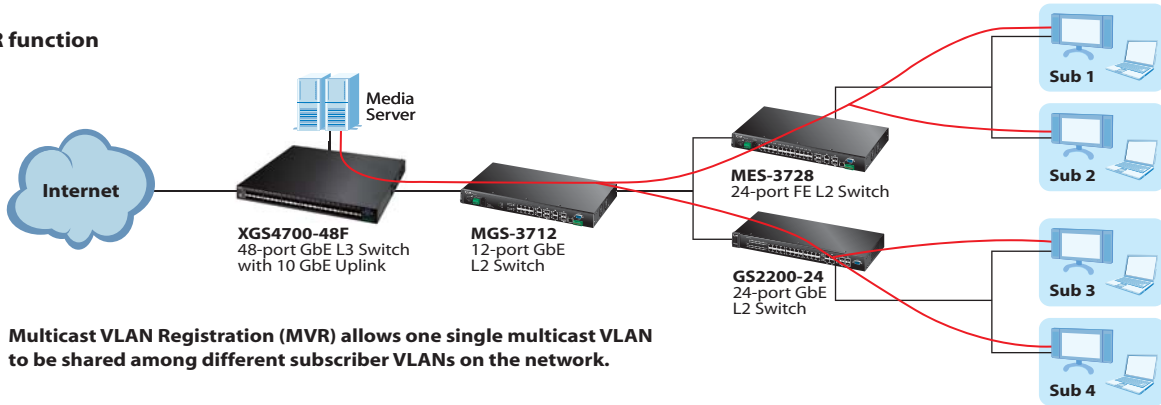 R function
Media
Server
Internet
XGS4700-48F
48-port GbE L3 Switch
with 10 GbE Uplink
MGS-3712
12-port GbE
L2 Switch
MES-3728
24-port FE L2 Switch
GS2200-24
24-port GbE
L2 Switch
Sub 1
Sub 2
Sub 3
Sub 4
Multicast VLAN Registration (MVR) allows one single multicast VLAN
to be shared among different subscriber VLANs on the network.